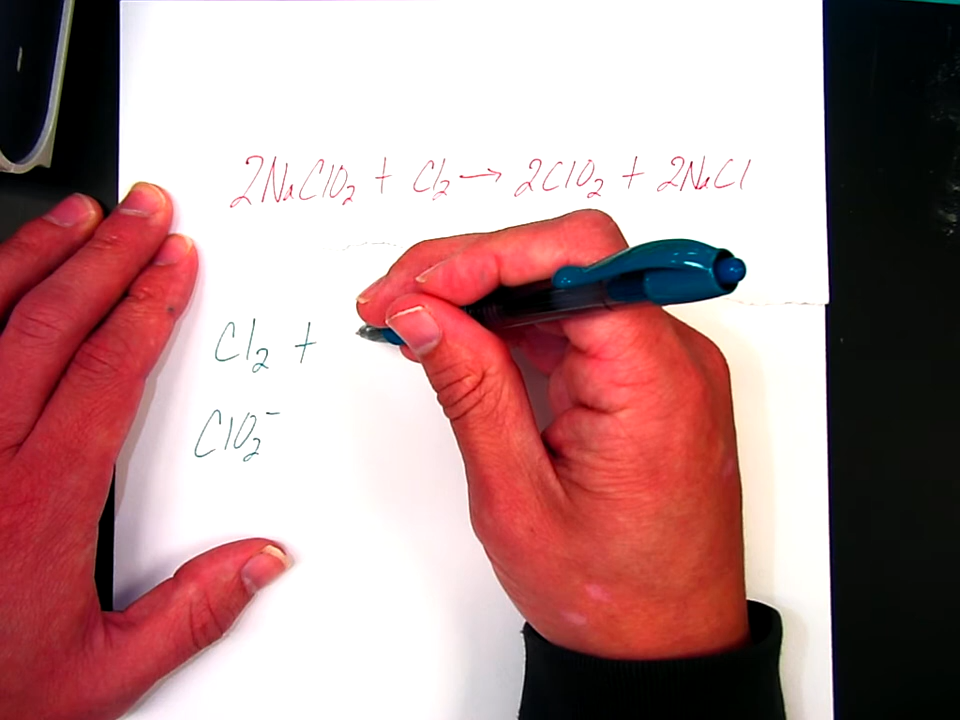 2NaClO₂ + Cl₂ → 2ClO₂ + 2NaCl
Cl₂ +
ClO₂⁻